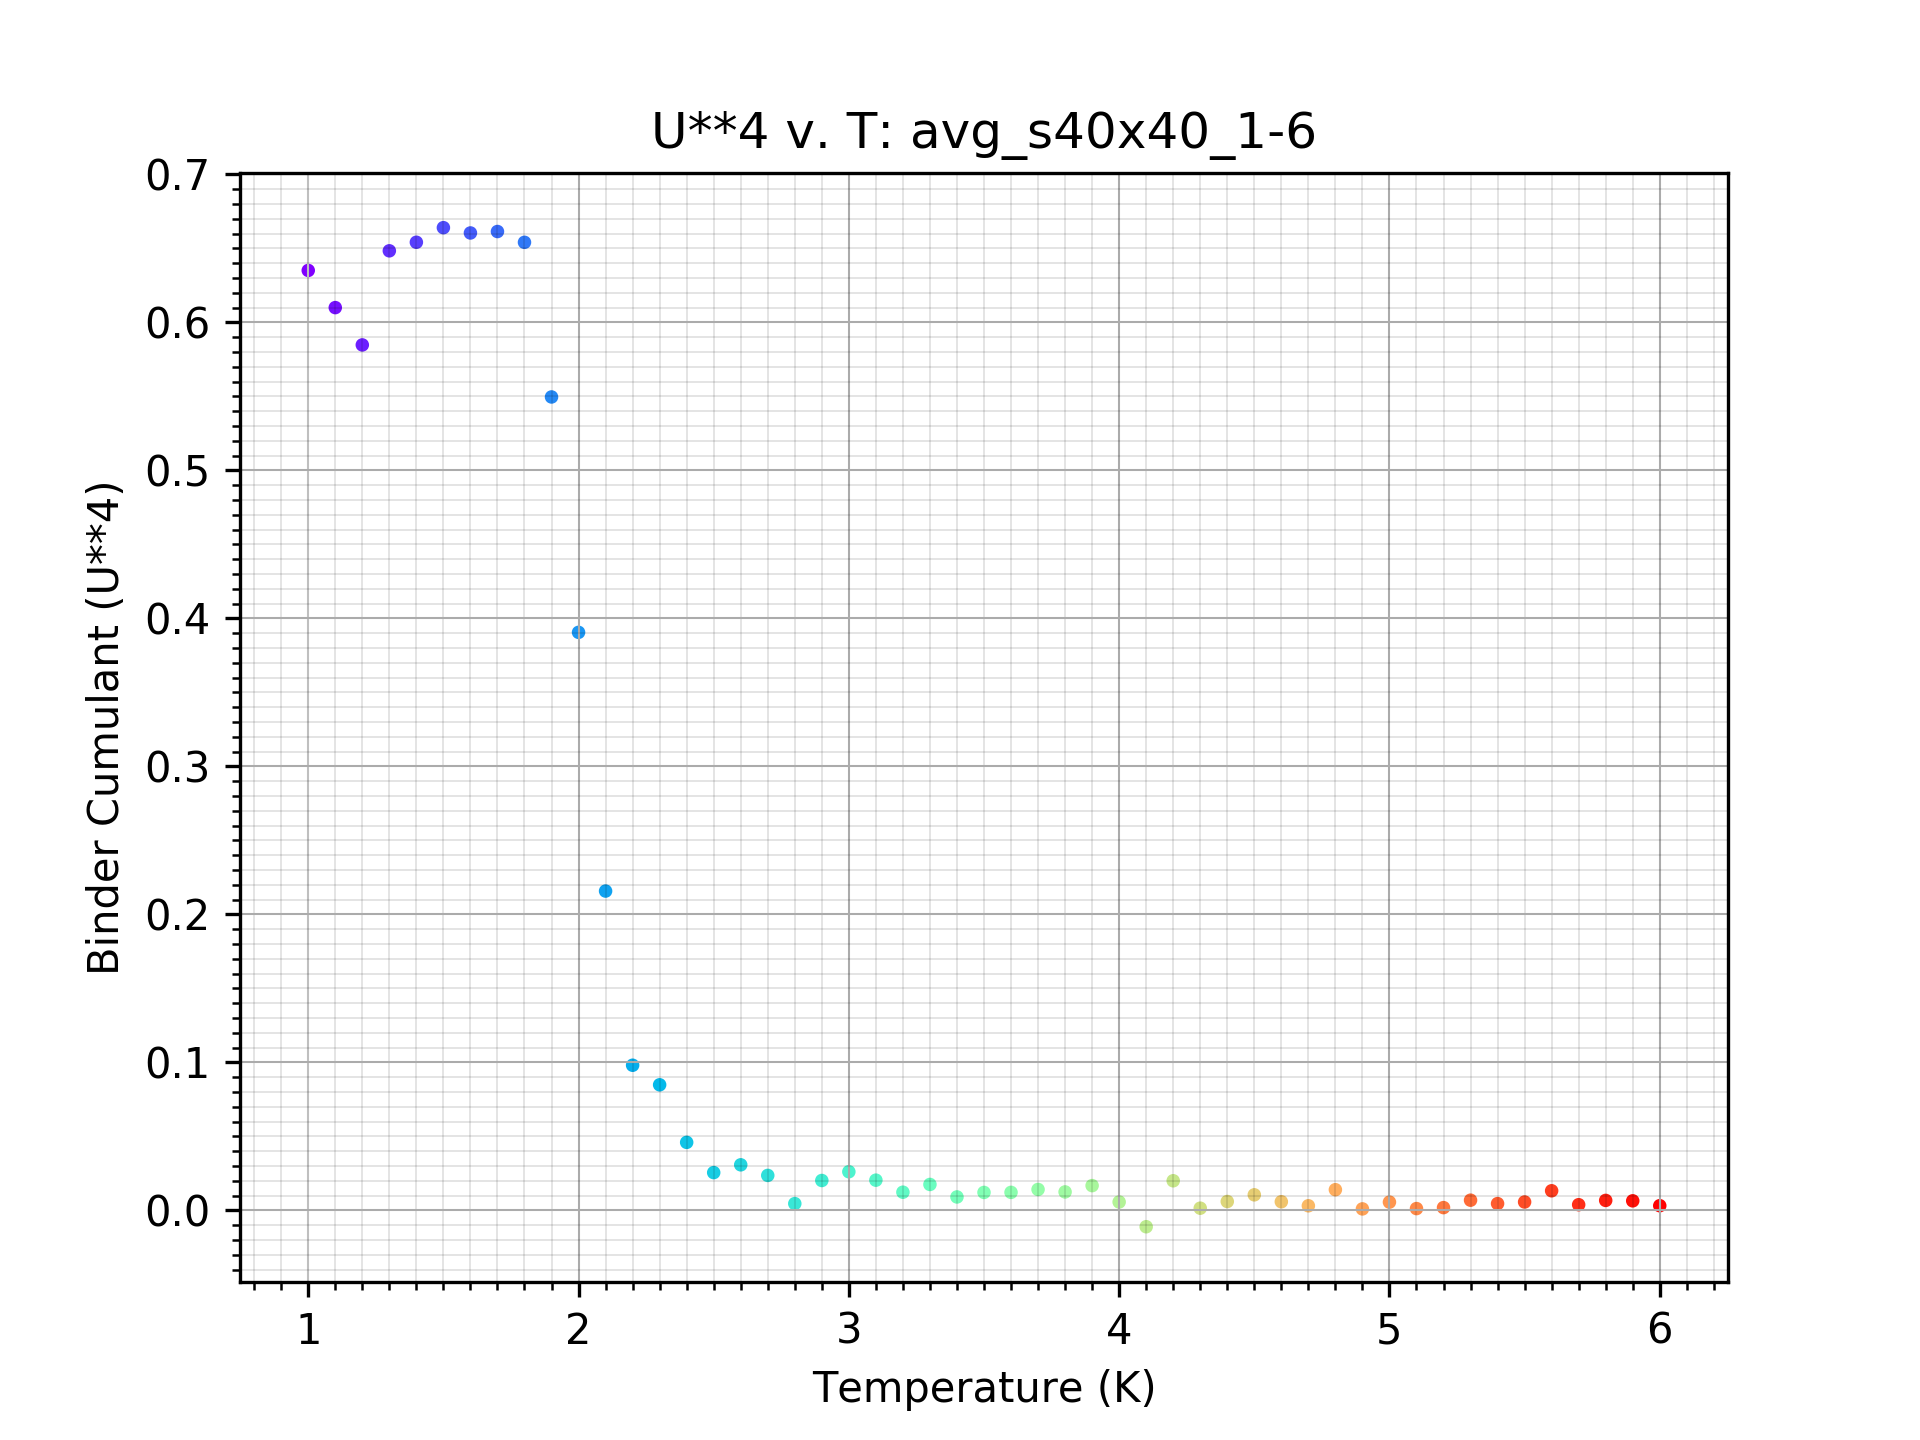 U**4 v. T: avg_s40x40_1-6
Binder Cumulant (U**4)
0.7
0.6
0.5
0.4
0.3
0.2
0.1
0.0
1 2 3 4 5 6
Temperature (K)